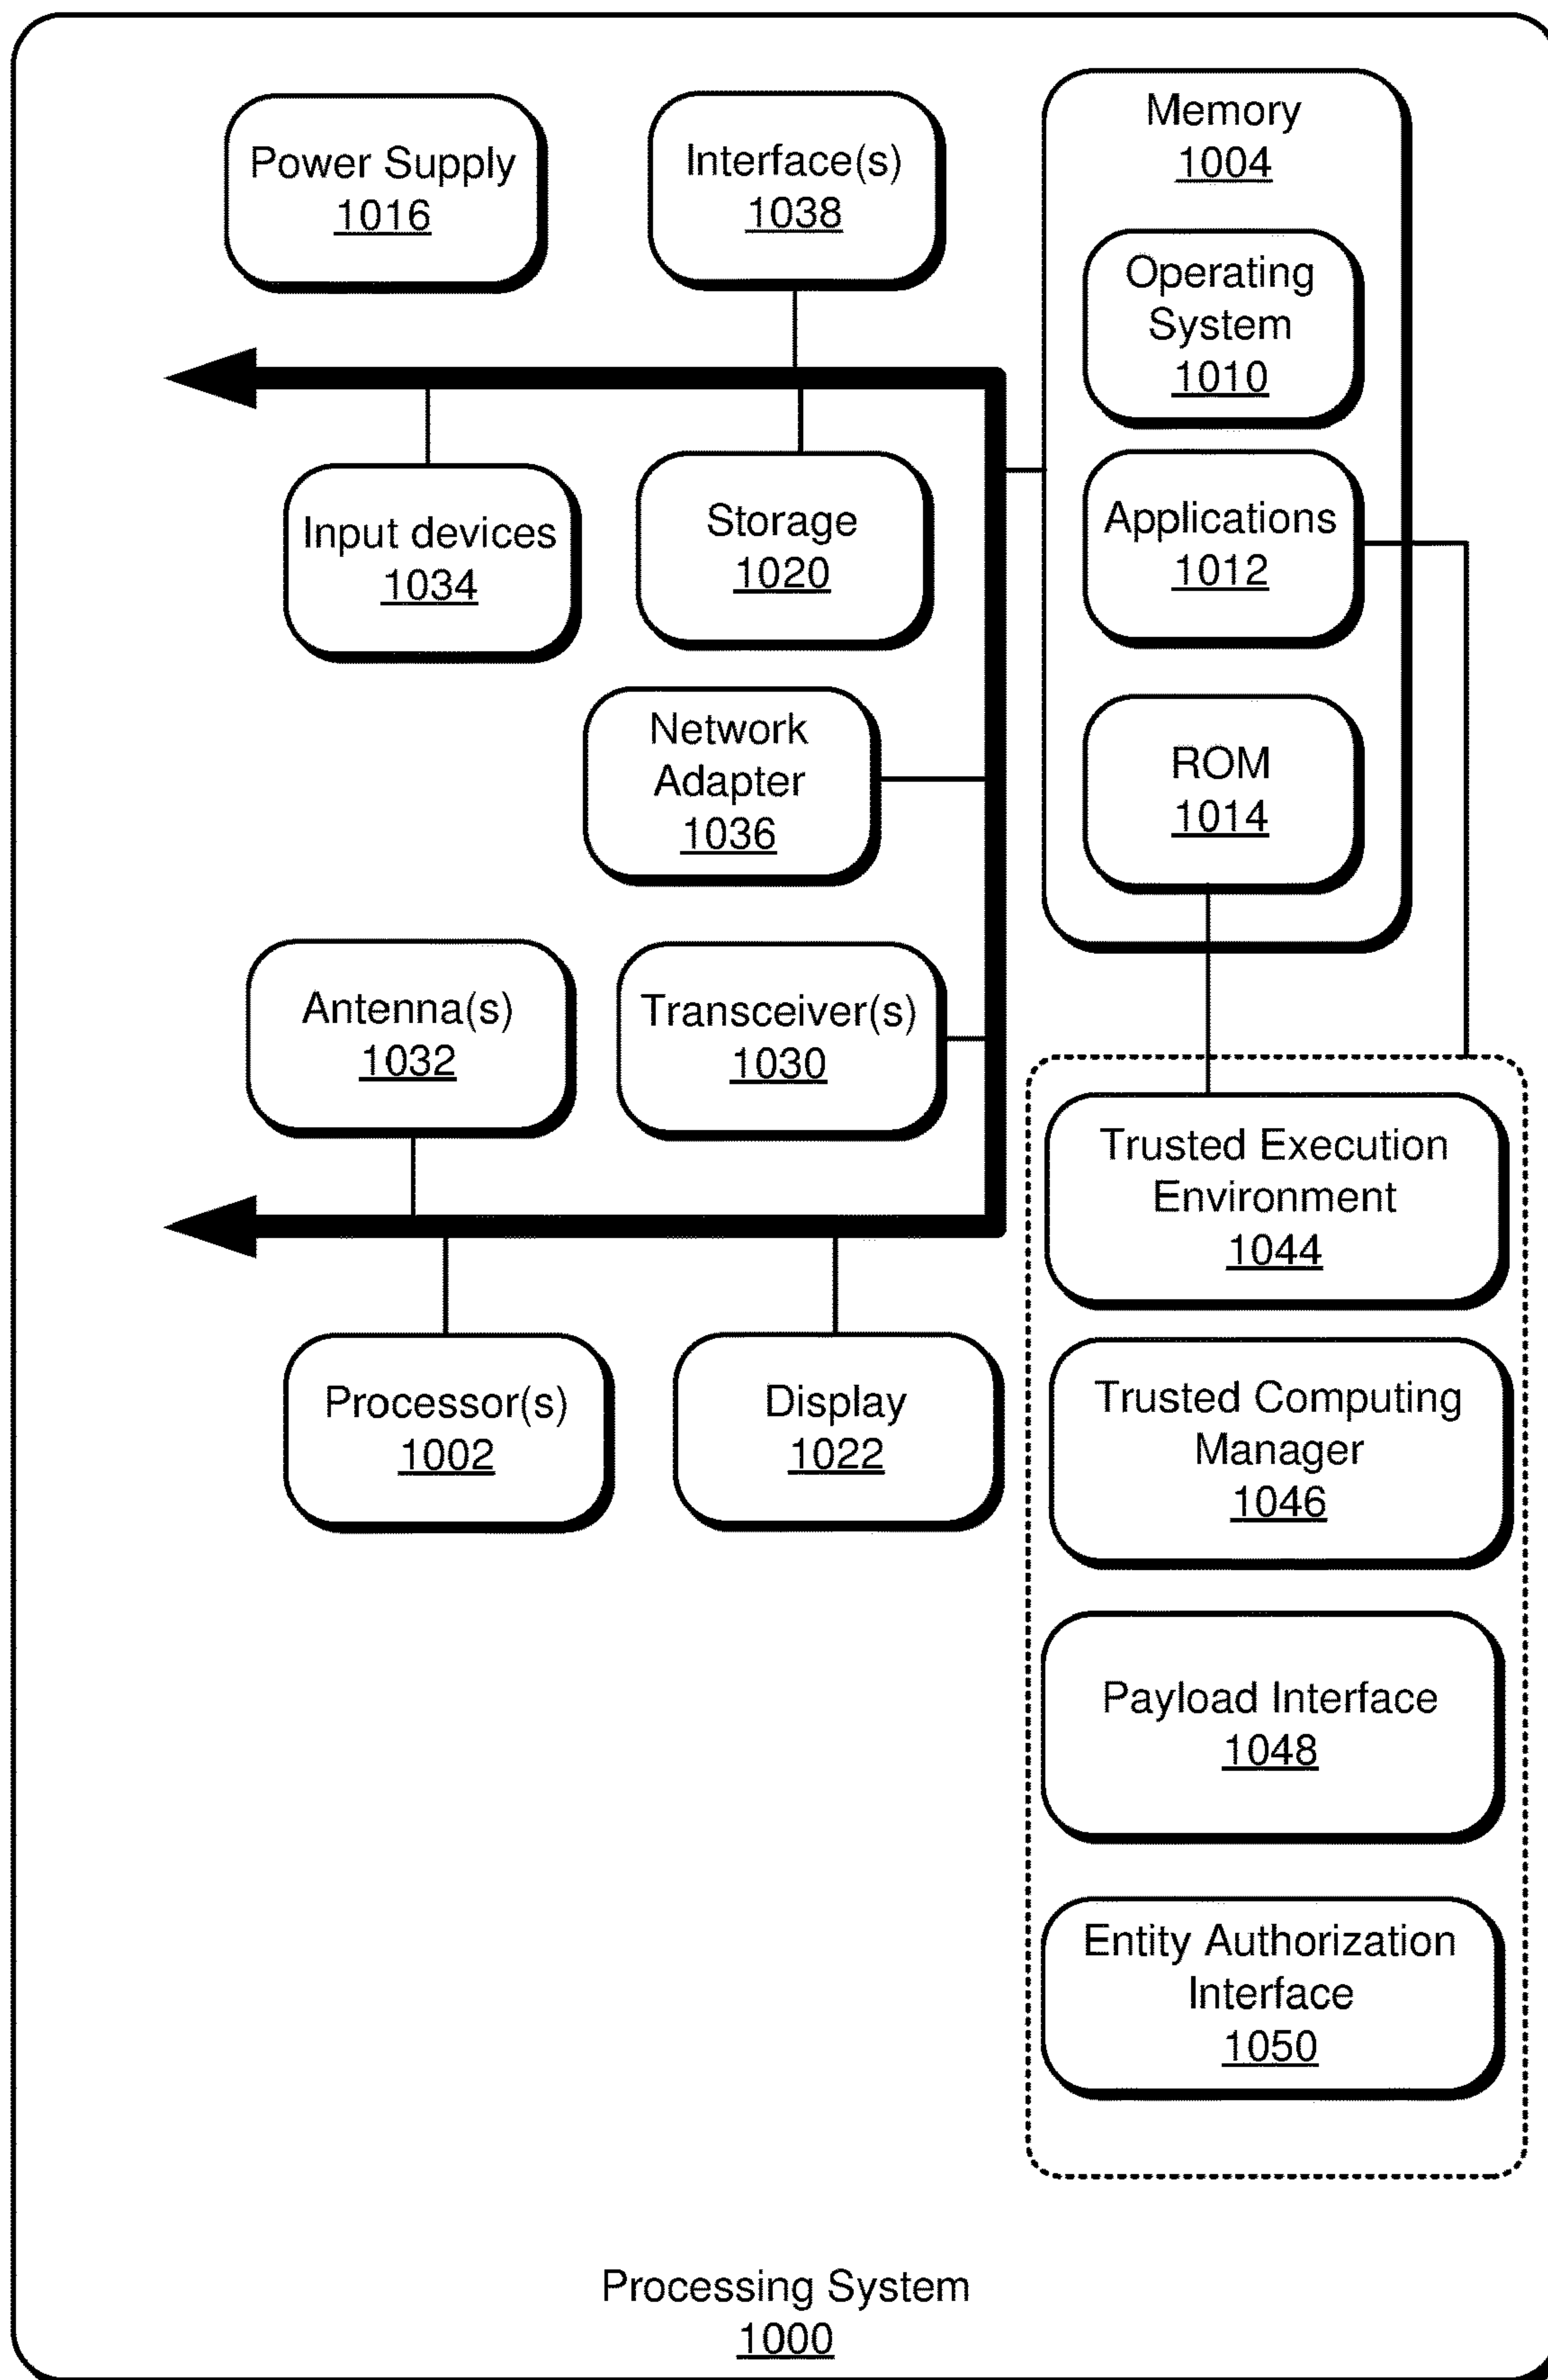 Power Supply
1016
Interface(s)
1038
Memory
1004
Operating
System
1010
Applications
1012
ROM
1014
Input devices
1034
Storage
1020
Network
Adapter
1036
Antenna(s)
1032
Transceiver(s)
1030
Processor(s)
1002
Display
1022
Trusted Execution
Environment
1044
Trusted Computing
Manager
1046
Payload Interface
1048
Entity Authorization
Interface
1050
Processing System
1000